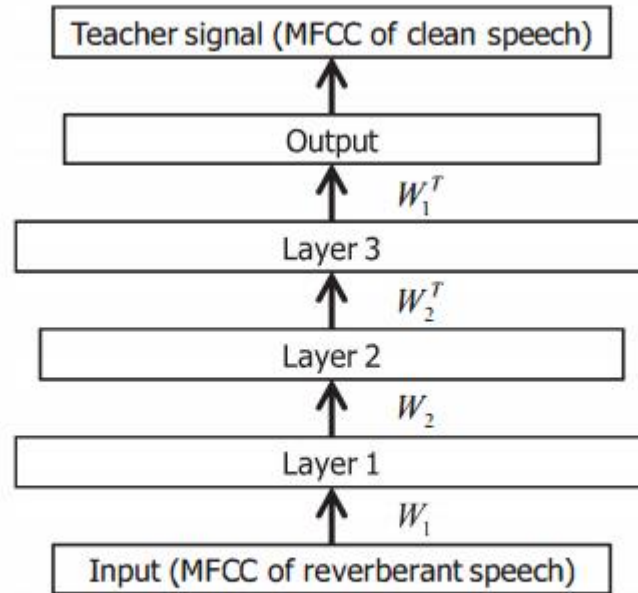 Teacher signal (MFCC of clean speech)
Output
W₁ᵀ
Layer 3
W₂ᵀ
Layer 2
W₂
Layer 1
W₁
Input (MFCC of reverberant speech)